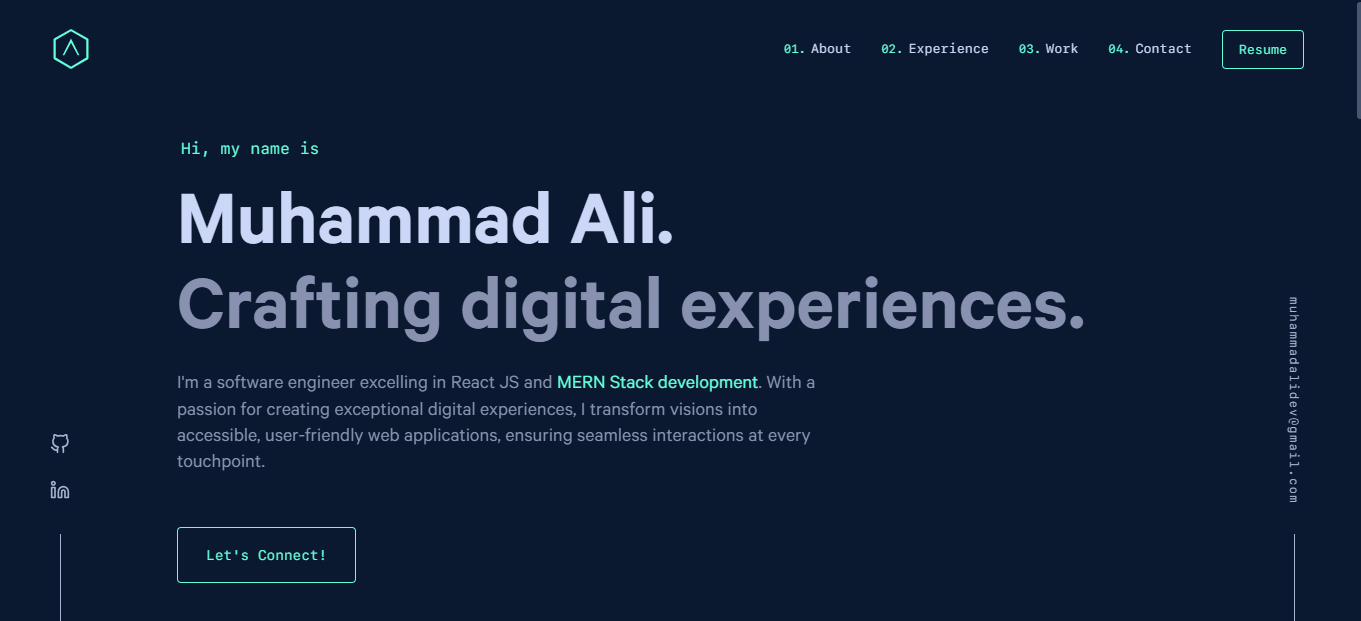 01. About 02. Experience 03. Work 04. Contact Resume
Hi, my name is
Muhammad Ali.
Crafting digital experiences.
I'm a software engineer excelling in React JS and MERN Stack development. With a
passion for creating exceptional digital experiences, I transform visions into
accessible, user-friendly web applications, ensuring seamless interactions at every
touchpoint.
Let's Connect!
muhammadalidev@gmail.com